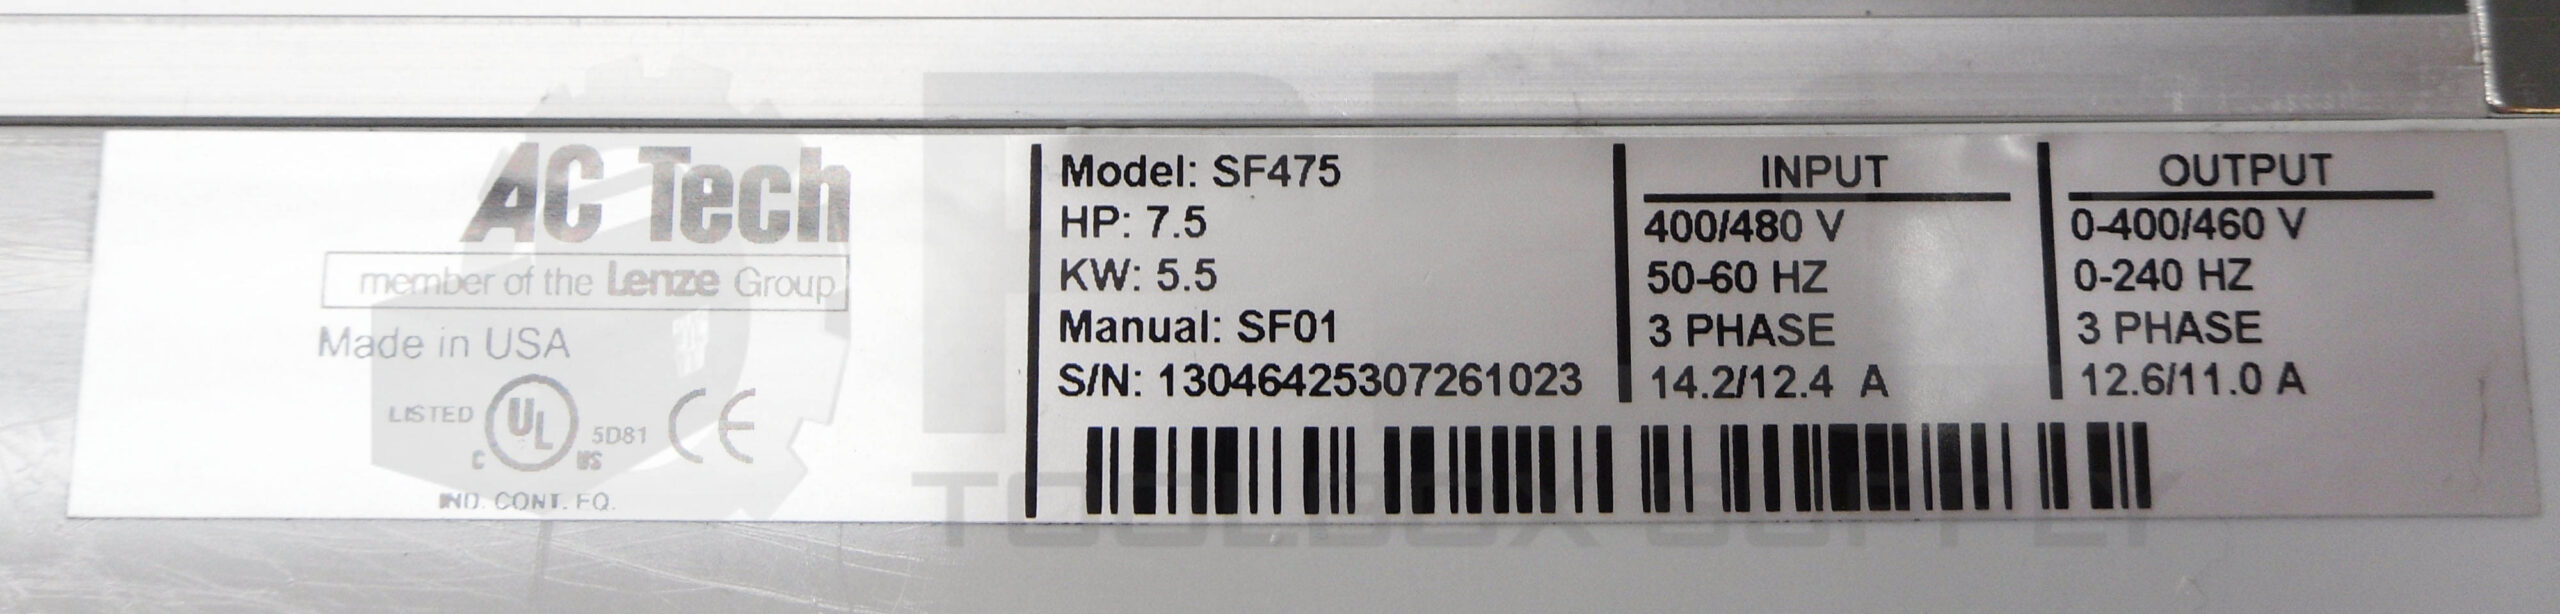 AC Tech
member of the Lenze Group
Made in USA
LISTED
C UL US
5D81
CE
IND. CONT. EQ.
Model: SF475
HP: 7.5
KW: 5.5
Manual: SF01
S/N: 13046425307261023
INPUT
400/480 V
50-60 HZ
3 PHASE
14.2/12.4 A
OUTPUT
0-400/460 V
0-240 HZ
3 PHASE
12.6/11.0 A
TOOLBOX SUPPLY